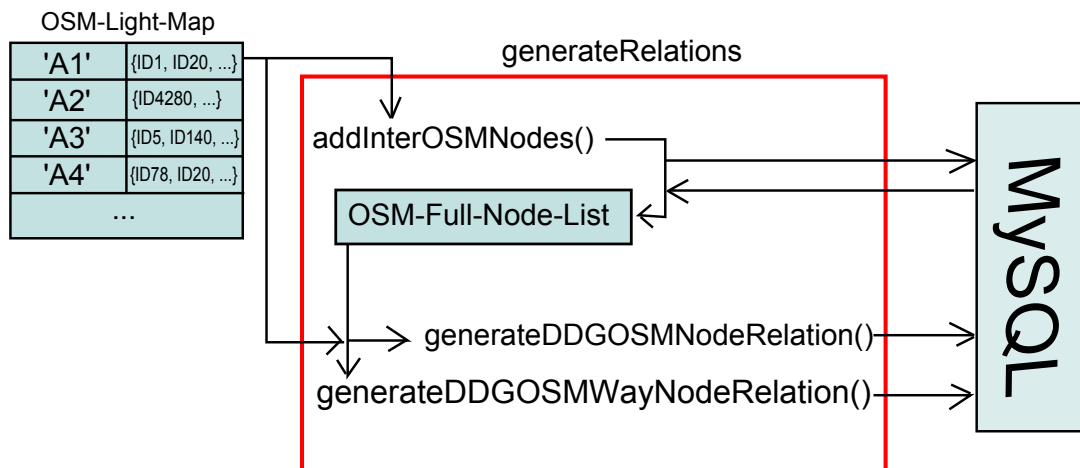 OSM-Light-Map
'A1' {ID1, ID20, ...}
'A2' {ID4280, ...}
'A3' {ID5, ID140, ...}
'A4' {ID78, ID20, ...}
...
generateRelations
addInterOSMNodes()
OSM-Full-Node-List
generateDDGOSMNodeRelation()
generateDDGOSMWayNodeRelation()
MySQL